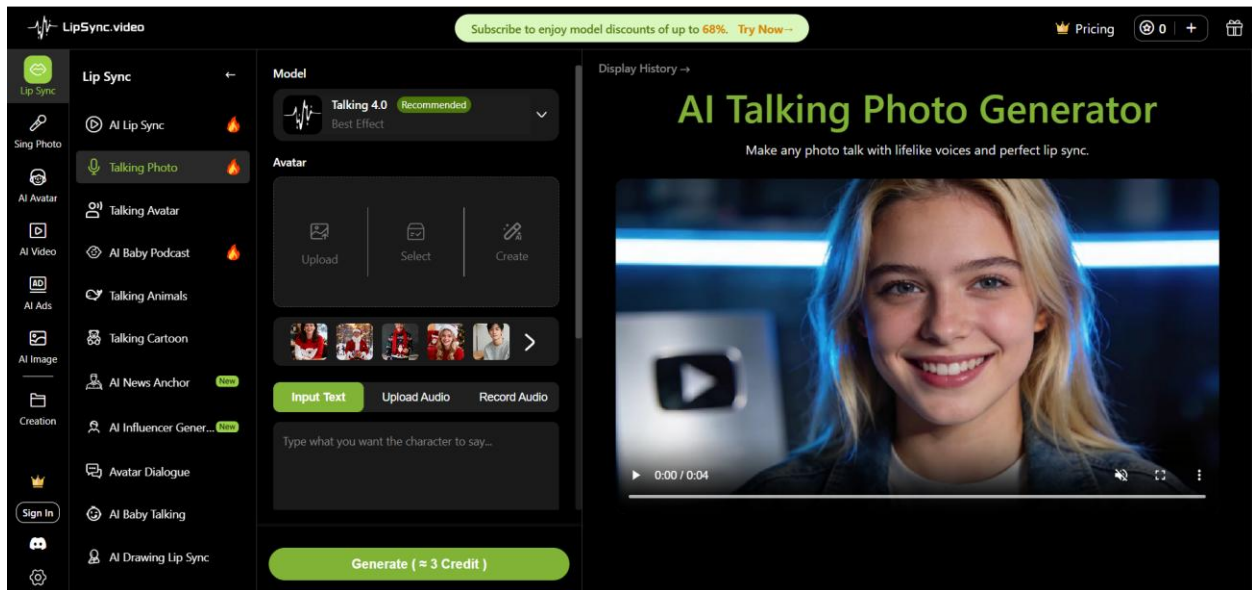 LipSync.video
Subscribe to enjoy model discounts of up to 68%. Try Now→
Pricing
0 | +
Lip Sync
Sing Photo
AI Avatar
AI Video
AD
AI Ads
AI Image
Creation
Sign In
Lip Sync ←
AI Lip Sync
Talking Photo
Talking Avatar
AI Baby Podcast
Talking Animals
Talking Cartoon
AI News Anchor New
AI Influencer Gener... New
Avatar Dialogue
AI Baby Talking
AI Drawing Lip Sync
Model
Talking 4.0 Recommended
Best Effect
Avatar
Upload Select Create
Input Text Upload Audio Record Audio
Type what you want the character to say...
Generate ( ≈ 3 Credit )
Display History →
AI Talking Photo Generator
Make any photo talk with lifelike voices and perfect lip sync.
0:00 / 0:04